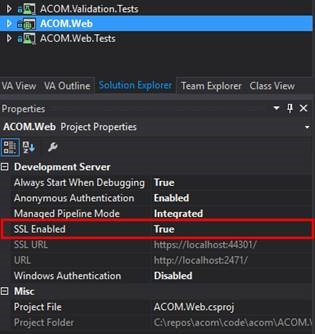 ACOM.Validation.Tests
ACOM.Web
ACOM.Web.Tests
VA View VA Outline Solution Explorer Team Explorer Class View
Properties
ACOM.Web Project Properties
Development Server
Always Start When Debugging True
Anonymous Authentication Enabled
Managed Pipeline Mode Integrated
SSL Enabled True
SSL URL https://localhost:44301/
URL http://localhost:2471/
Windows Authentication Disabled
Misc
Project File ACOM.Web.csproj
Project Folder C:\repos\acom\code\acom\ACOM.